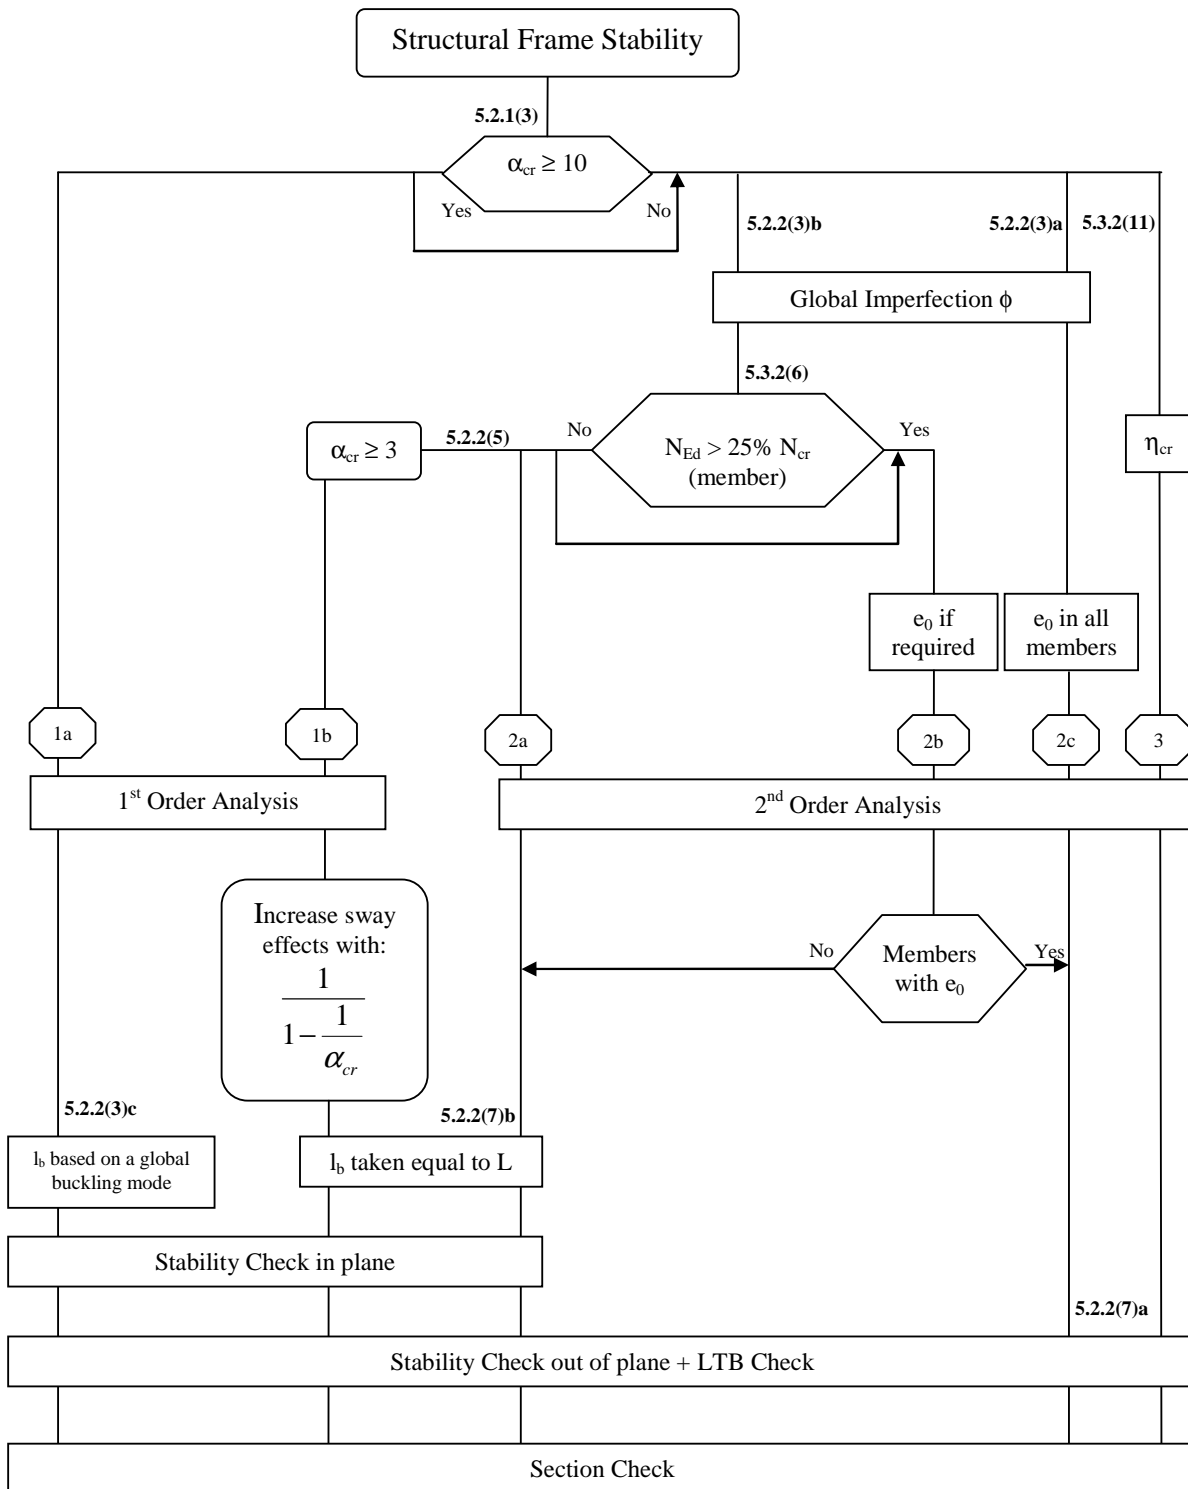 Structural Frame Stability
5.2.1(3)
αcr ≥ 10
Yes
No
5.2.2(3)b
5.2.2(3)a
5.3.2(11)
Global Imperfection ϕ
5.3.2(6)
αcr ≥ 3
5.2.2(5)
No
NEd > 25% Ncr
(member)
Yes
ηcr
e0 if
required
e0 in all
members
1a
1b
2a
2b
2c
3
1st Order Analysis
2nd Order Analysis
Increase sway
effects with:
1
1 − 1
αcr
No
Members
with e0
Yes
5.2.2(3)c
5.2.2(7)b
lb based on a global
buckling mode
lb taken equal to L
Stability Check in plane
5.2.2(7)a
Stability Check out of plane + LTB Check
Section Check